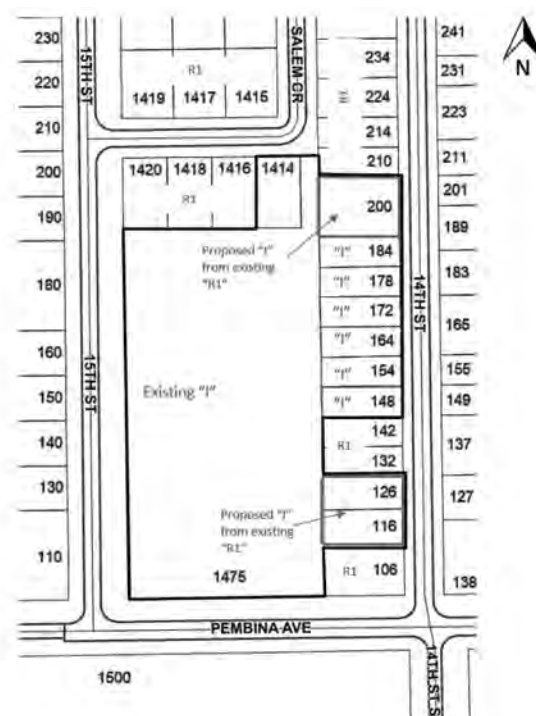 230
220
210
200
190
180
160
150
140
130
110
15TH ST
15TH ST
R1
1419
1417
1415
SALEM CR
1420
1418
1416
1414
R1
Existing "I"
1475
Proposed "I"
from existing
"R1"
Proposed "I"
from existing
"R1"
234
R1
224
214
210
200
"I" 184
"I" 178
"I" 172
"I" 164
"I" 154
"I" 148
142
R1
132
126
116
R1 106
14TH ST
14TH ST S
PEMBINA AVE
1500
241
231
223
211
201
189
183
165
155
149
137
127
138
N